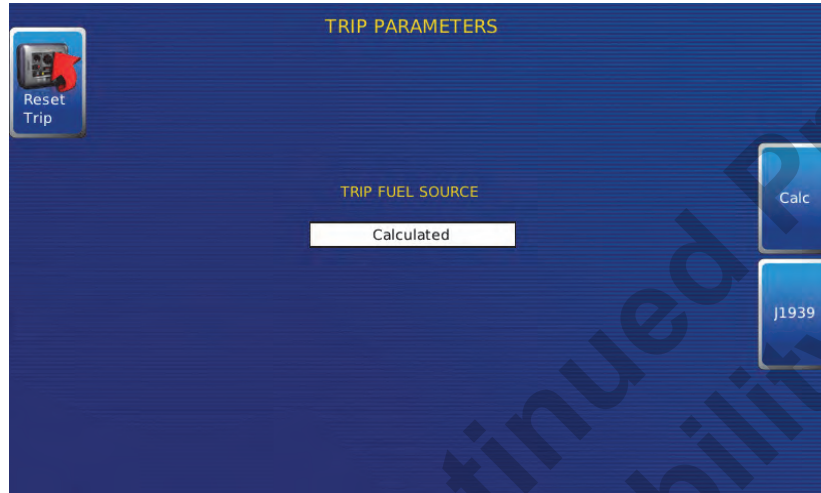 TRIP PARAMETERS
Reset
Trip
TRIP FUEL SOURCE
Calculated
Calc
J1939